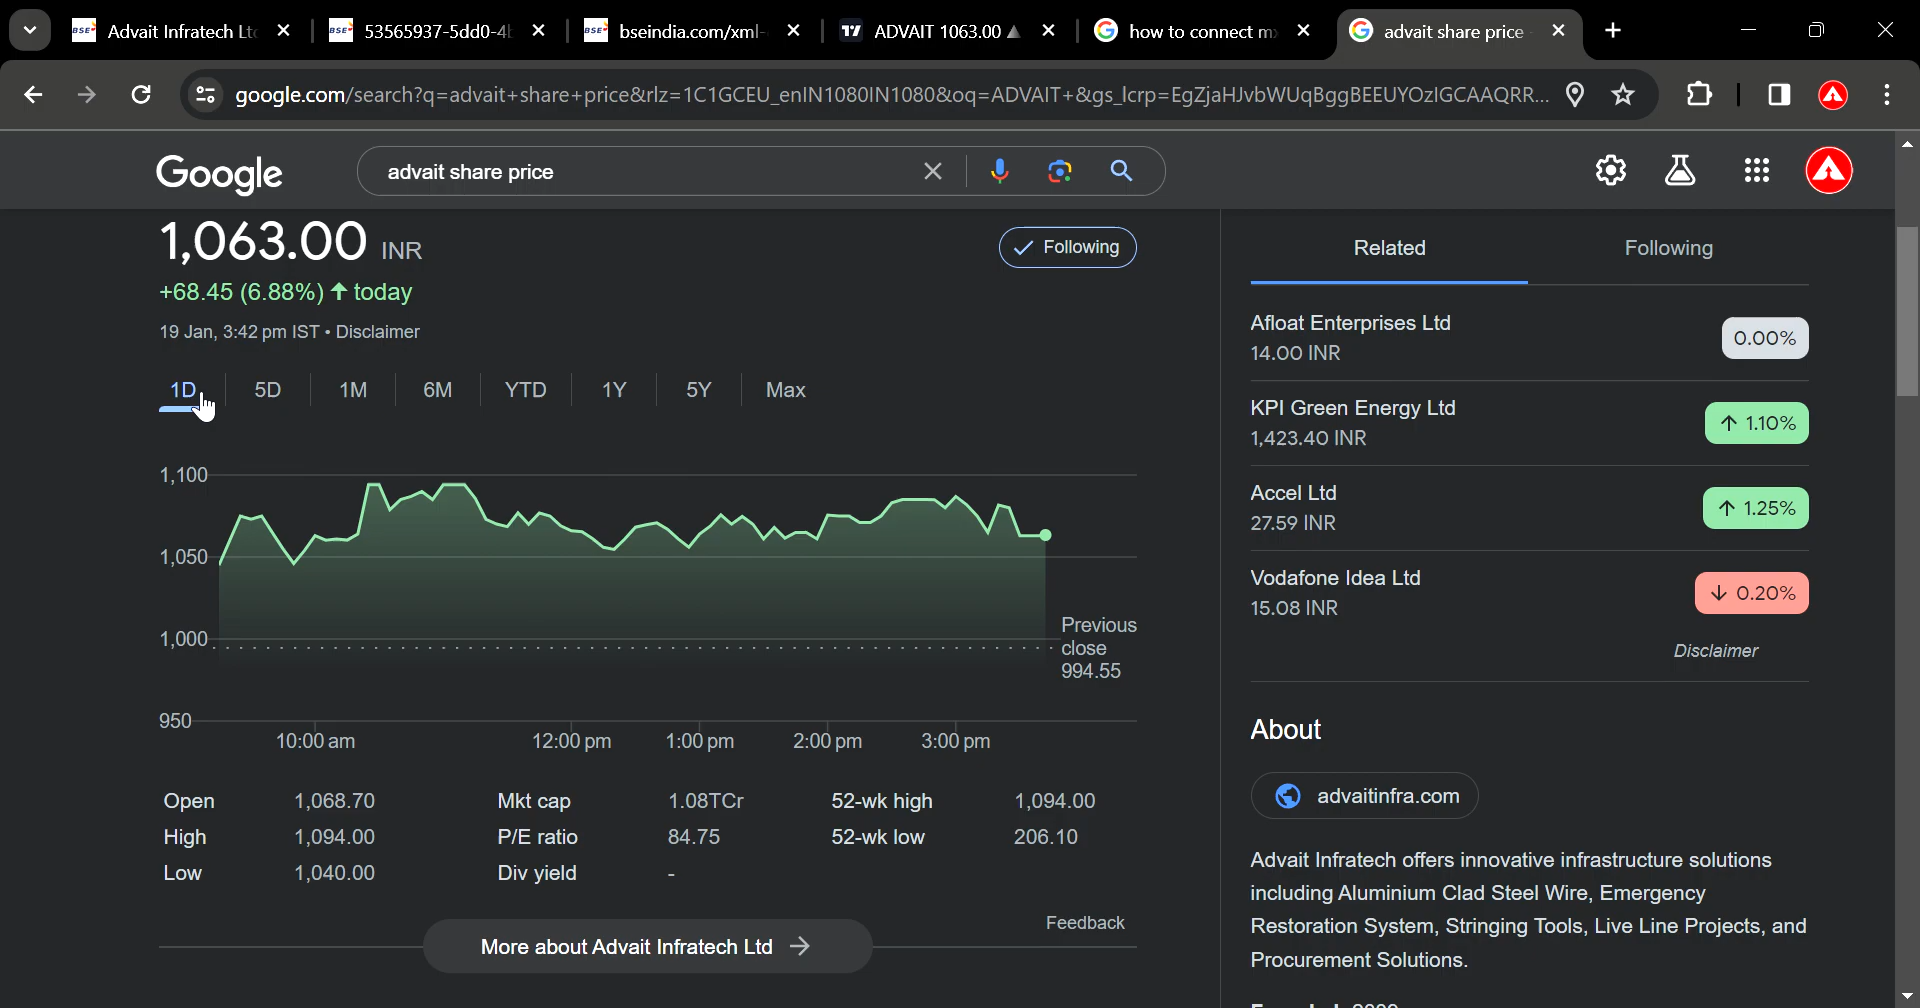 Advait Infratech Lt
53565937-5dd0-4
bseindia.com/xml-
ADVAIT 1063.00
how to connect m
advait share price
google.com/search?q=advait+share+price&rlz=1C1GCEU_enIN1080IN1080&oq=ADVAIT+&gs_lcrp=EgZjaHJvbWUqBggBEEUYOzIGCAAQRR...
Google
advait share price
1,063.00 INR
Following
+68.45 (6.88%) ↑ today
19 Jan, 3:42 pm IST • Disclaimer
1D 5D 1M 6M YTD 1Y 5Y Max
1,100
1,050
1,000
950
Previous
close
994.55
10:00 am 12:00 pm 1:00 pm 2:00 pm 3:00 pm
Open 1,068.70 Mkt cap 1.08TCr 52-wk high 1,094.00
High 1,094.00 P/E ratio 84.75 52-wk low 206.10
Low 1,040.00 Div yield -
Feedback
More about Advait Infratech Ltd →
Related Following
Afloat Enterprises Ltd
14.00 INR
0.00%
KPI Green Energy Ltd
1,423.40 INR
↑ 1.10%
Accel Ltd
27.59 INR
↑ 1.25%
Vodafone Idea Ltd
15.08 INR
↓ 0.20%
Disclaimer
About
advaitinfra.com
Advait Infratech offers innovative infrastructure solutions
including Aluminium Clad Steel Wire, Emergency
Restoration System, Stringing Tools, Live Line Projects, and
Procurement Solutions.